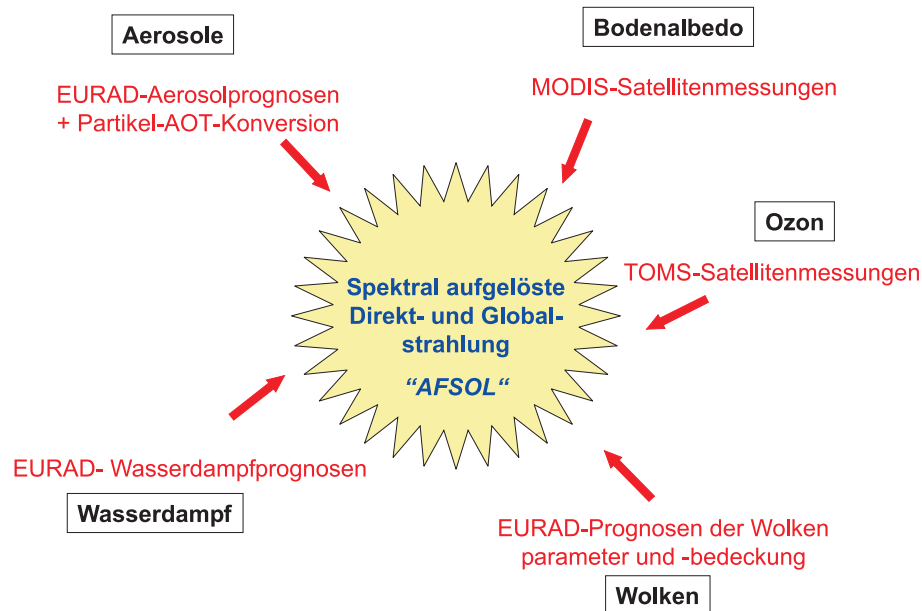 Aerosole
EURAD-Aerosolprognosen
+ Partikel-AOT-Konversion
Bodenalbedo
MODIS-Satellitenmessungen
Ozon
TOMS-Satellitenmessungen
Spektral aufgelöste
Direkt- und Global-
strahlung
“AFSOL“
EURAD- Wasserdampfprognosen
Wasserdampf
EURAD-Prognosen der Wolken
parameter und -bedeckung
Wolken